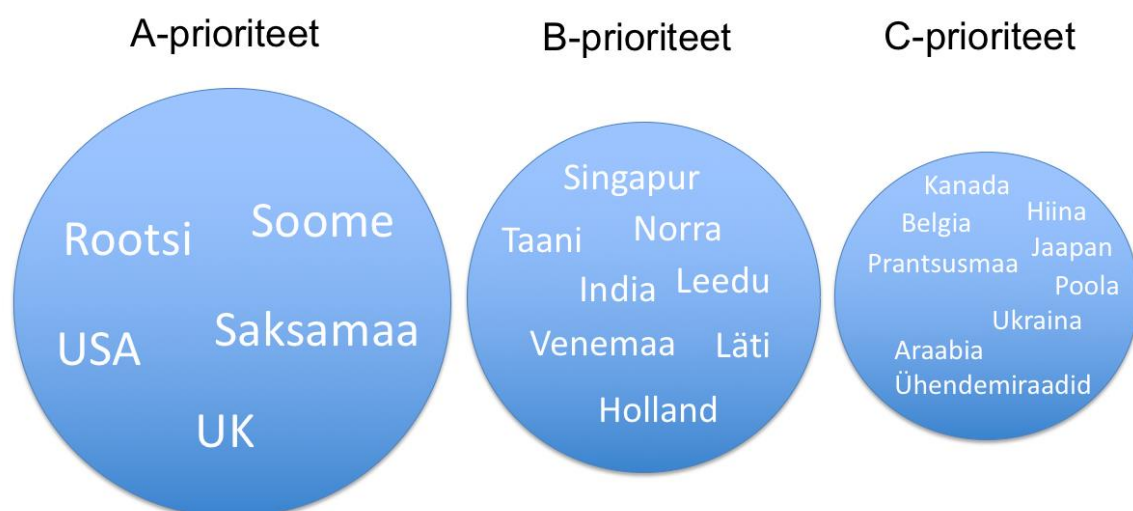 A-prioriteet
Rootsi
Soome
USA
Saksamaa
UK
B-prioriteet
Singapur
Taani
Norra
India
Leedu
Venemaa
Läti
Holland
C-prioriteet
Kanada
Belgia
Hiina
Prantsusmaa
Jaapan
Poola
Ukraina
Araabia
Ühendemiraadid